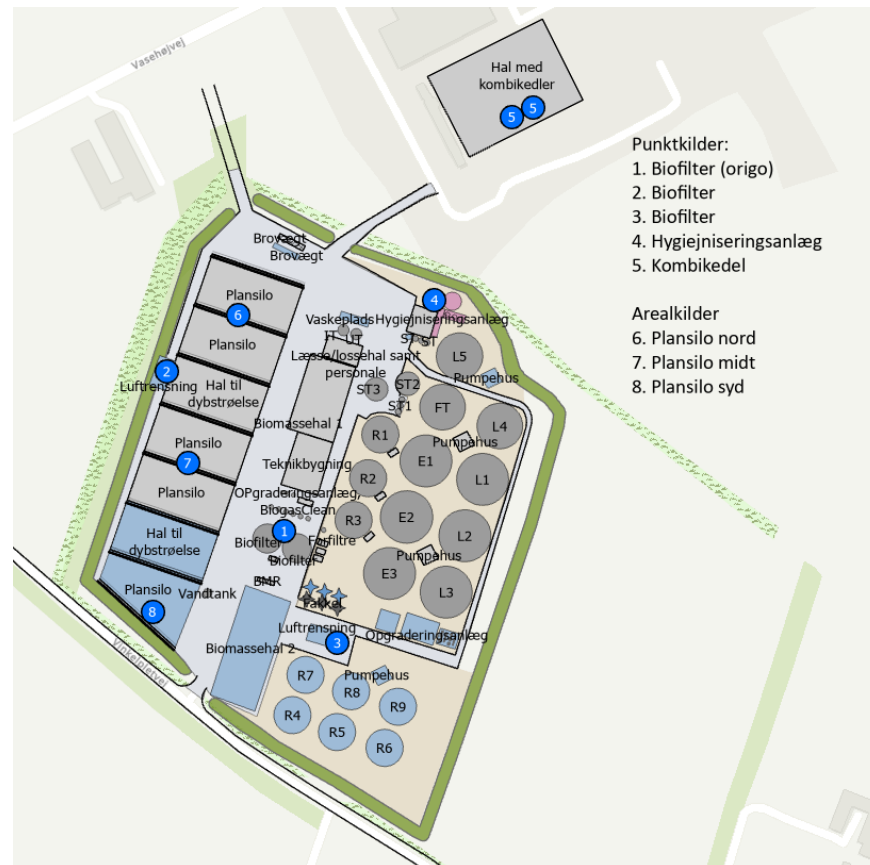 Vasehøjvej
Hal med
kombikedler
5
5
Punktkilder:
1. Biofilter (origo)
2. Biofilter
3. Biofilter
4. Hygiejniseringsanlæg
5. Kombikedel
Arealkilder
6. Plansilo nord
7. Plansilo midt
8. Plansilo syd
Brovægt
Brovægt
Plansilo
6
4
Vaskeplads
Hygiejniseringsanlæg
UT
ST
ST
Plansilo
Læsse/lossehal samt
personale
L5
2
Luftrensning
Hal til
dybstrøelse
ST3
ST2
ST1
Pumpehus
FT
Biomassehal 1
L4
R1
Pumpehus
Plansilo
7
Teknikbygning
E1
L1
R2
Plansilo
OPgraderingsanlæg,
BiogasClean
R3
E2
1
Hal til
dybstrøelse
Biofilter
Forfiltre
Biofilter
L2
Pumpehus
E3
Plansilo
Vandtank
L3
Fakkel
8
Luftrensning
3
Opgraderingsanlæg
Biomassehal 2
Vinkelpletvej
R7
Pumpehus
R8
R9
R4
R5
R6